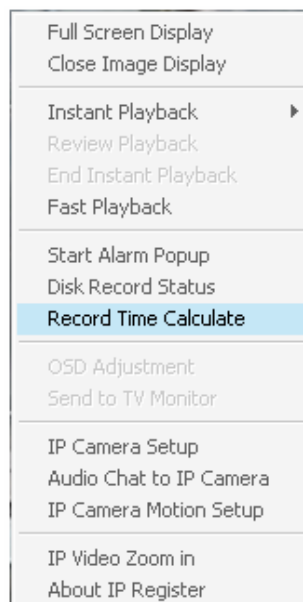 Full Screen Display
Close Image Display
Instant Playback
Review Playback
End Instant Playback
Fast Playback
Start Alarm Popup
Disk Record Status
Record Time Calculate
OSD Adjustment
Send to TV Monitor
IP Camera Setup
Audio Chat to IP Camera
IP Camera Motion Setup
IP Video Zoom in
About IP Register